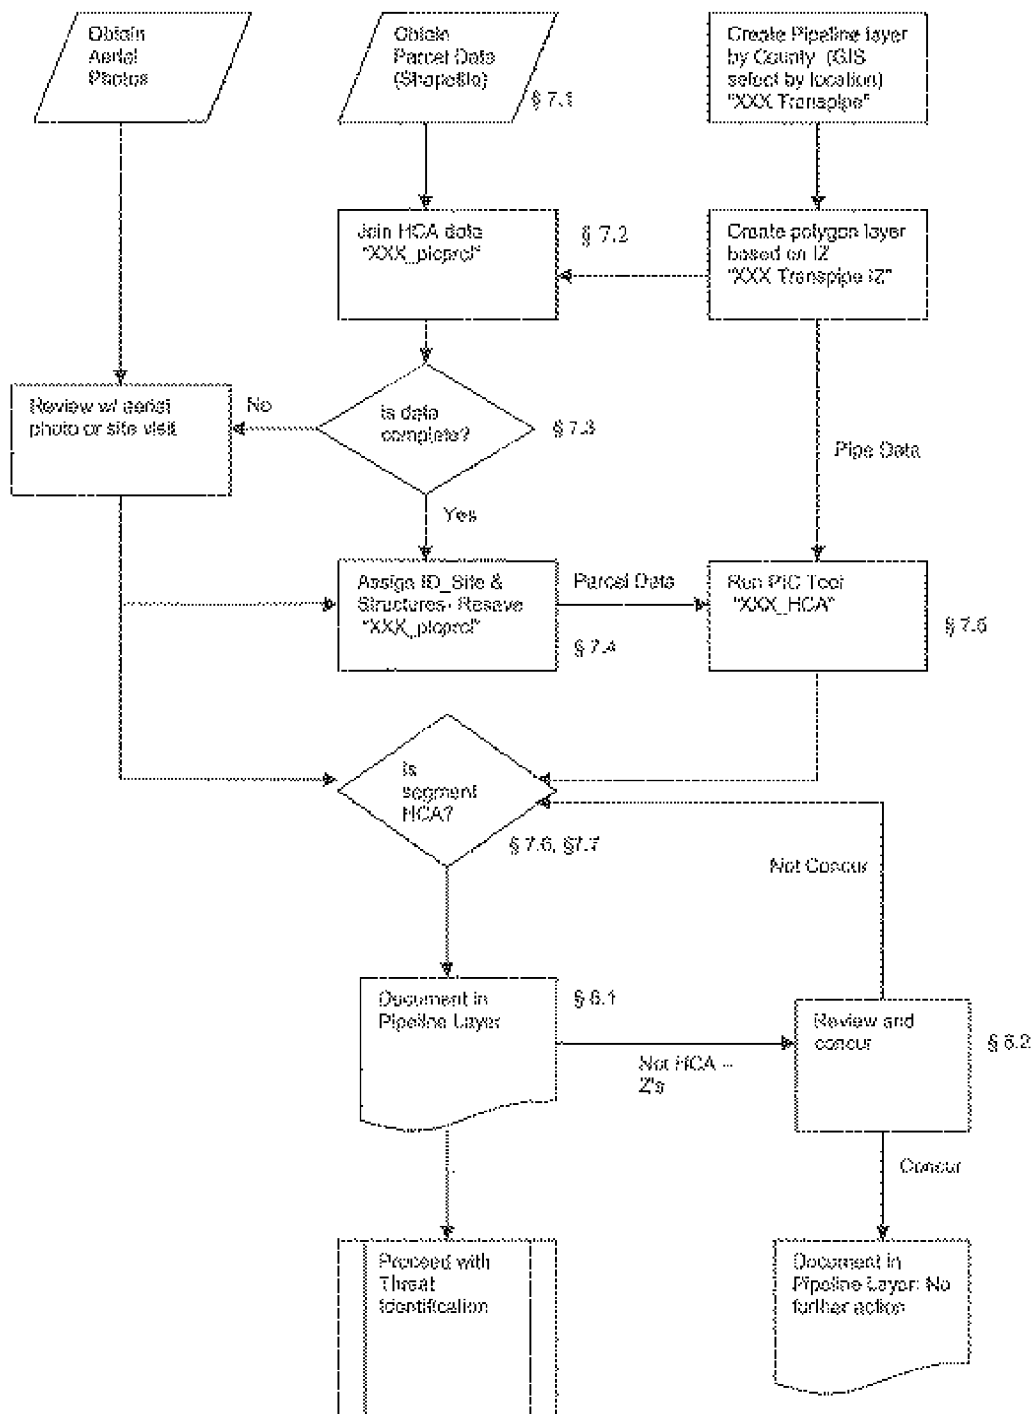 Obtain
Aerial
Photos
Obtain
Parcel Data
(Shapefile)
§ 7.1
Create Pipeline layer
by County (GIS
select by location)
"XXX Transpipe"
Join HCA data
"XXX_picprcl"
§ 7.2
Create polygon layer
based on IZ
"XXX Transpipe IZ"
Review w/ aerial
photo or site visit
No
Is data
complete?
§ 7.3
Pipe Data
Yes
Assign ID_Site &
Structures- Resave
"XXX_picprcl"
Parcel Data
§ 7.4
Run PIC Tool
"XXX_HCA"
§ 7.5
Is
segment
HCA?
§ 7.6, §7.7
Not Concur
Document in
Pipeline Layer
§ 8.1
Not HCA –
Z's
Review and
concur
§ 8.2
Concur
Proceed with
Threat
Identification
Document in
Pipeline Layer: No
further action